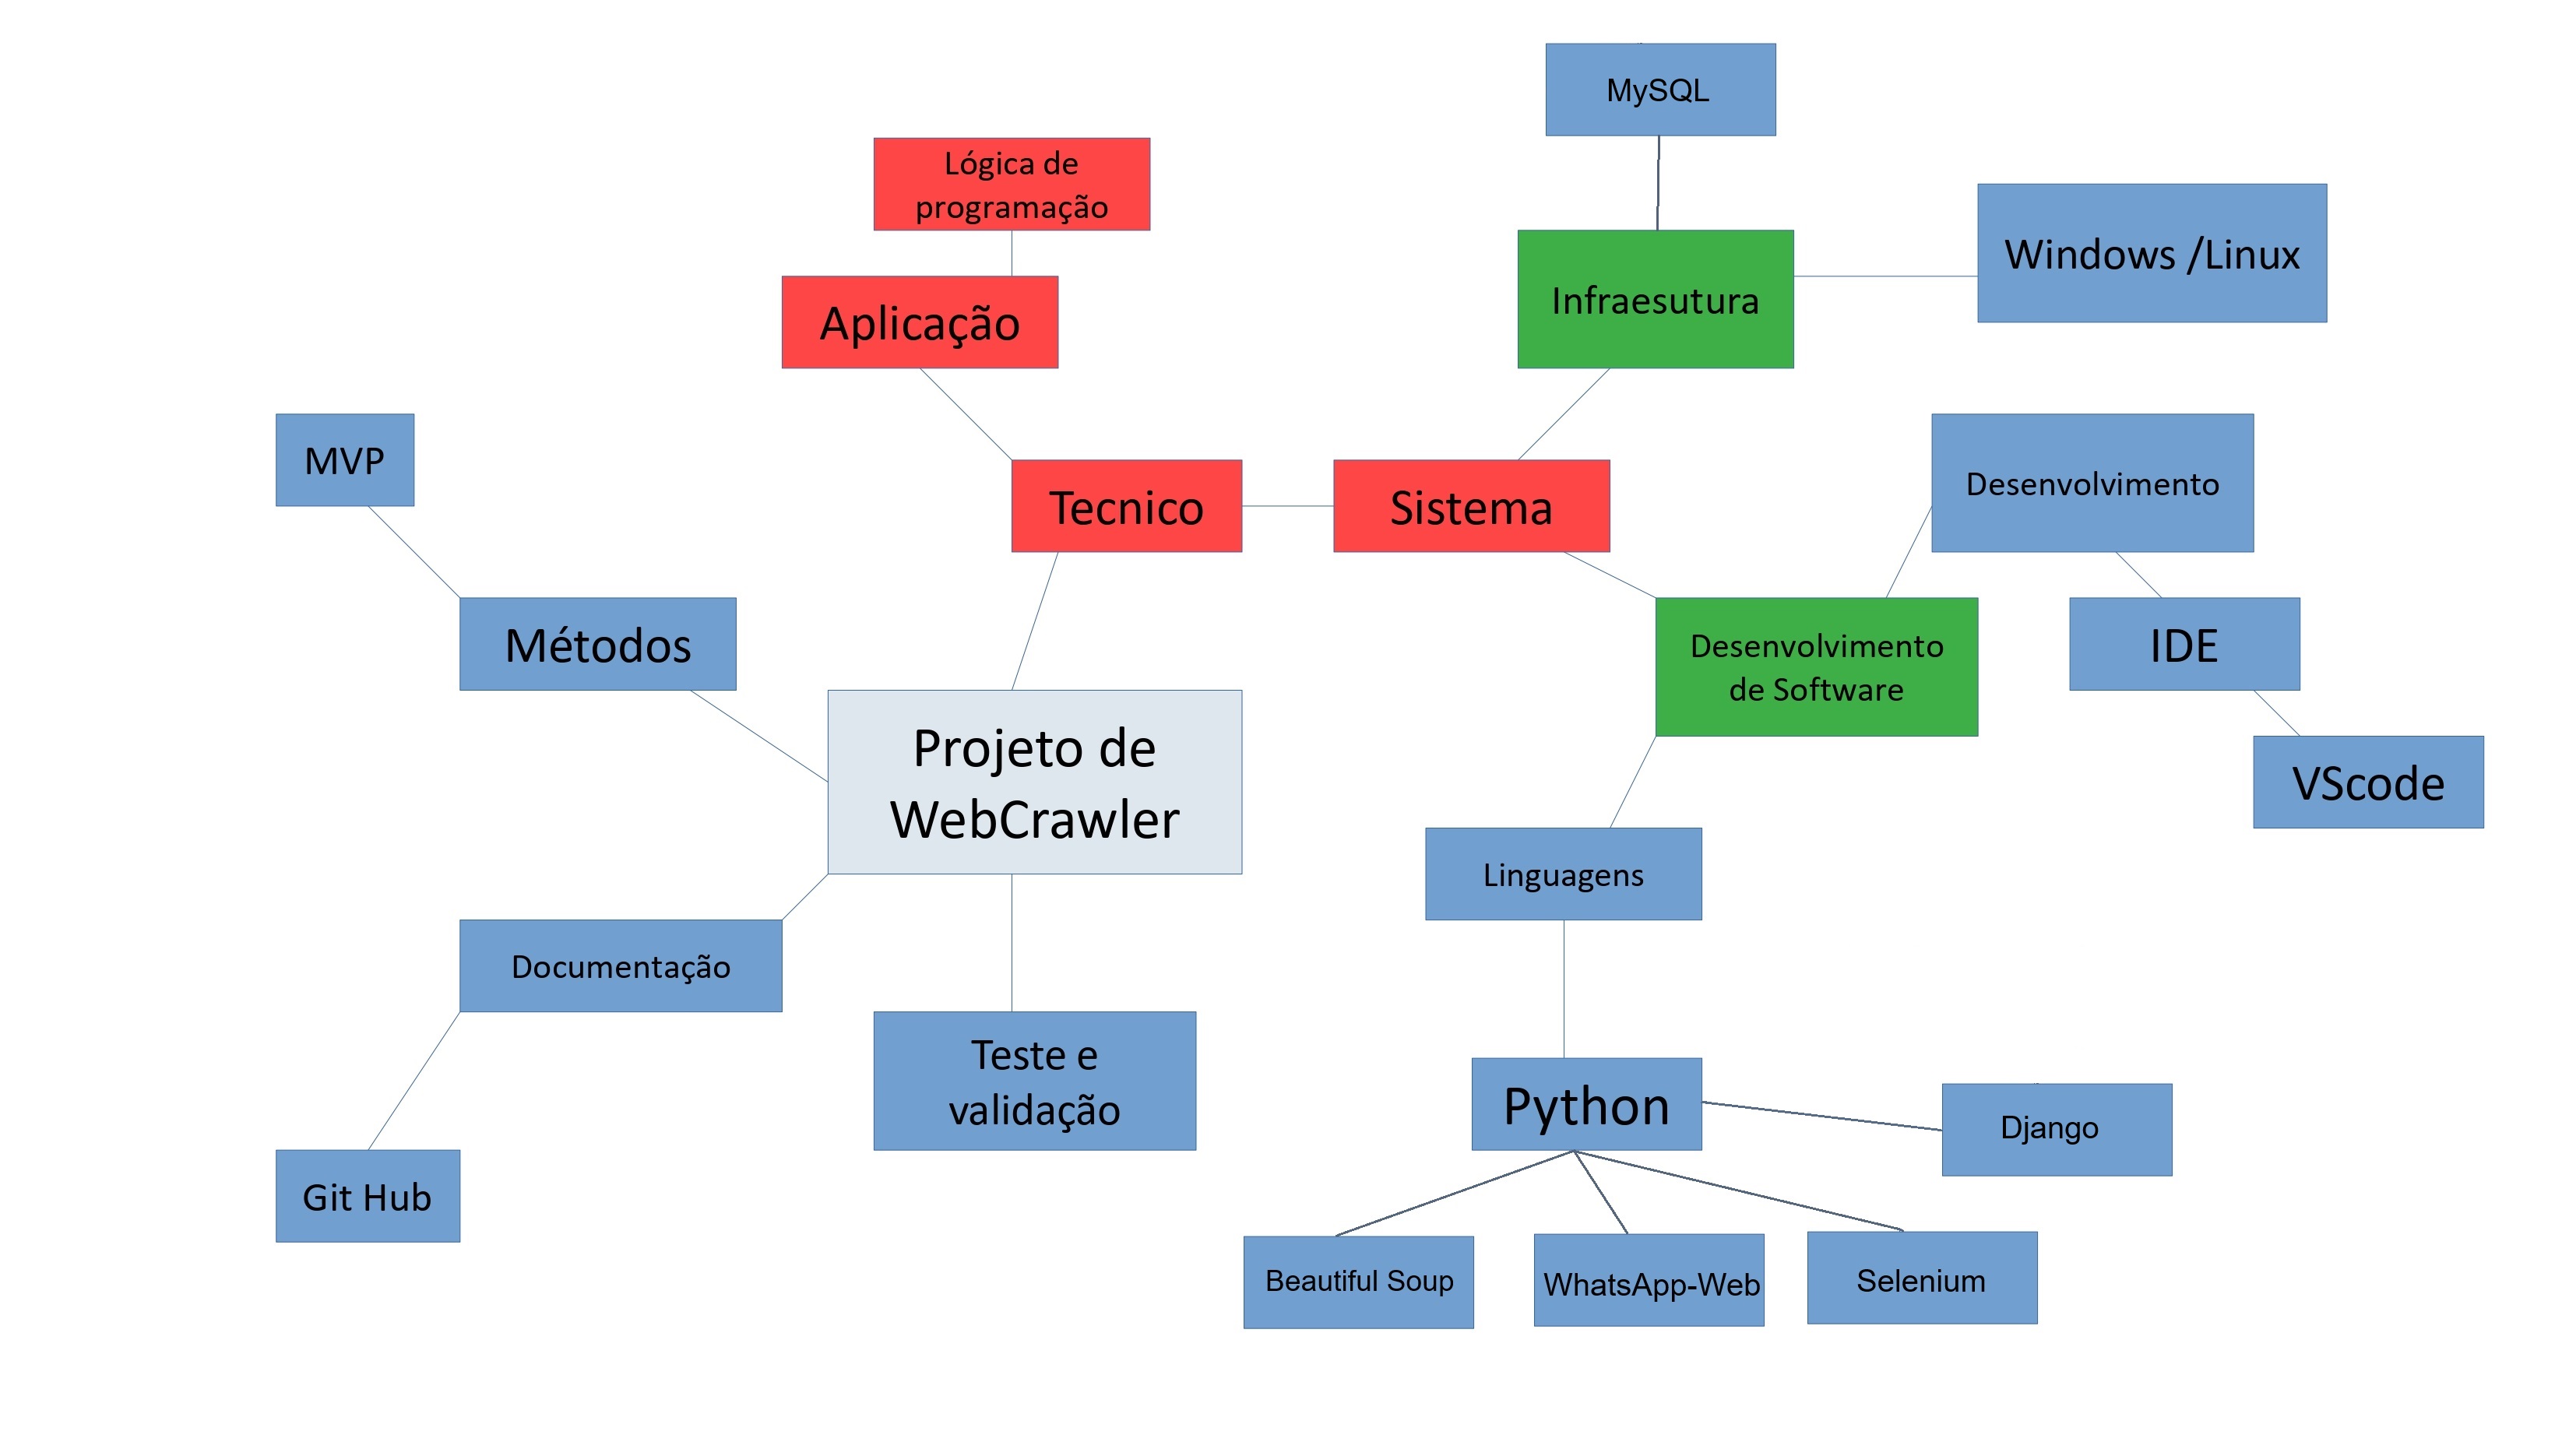 MySQL
Lógica de
programação
Windows /Linux
Infraesutura
Aplicação
MVP
Desenvolvimento
Tecnico
Sistema
Métodos
Desenvolvimento
de Software
IDE
Projeto de
WebCrawler
VScode
Linguagens
Documentação
Teste e
validação
Python
Django
Git Hub
Beautiful Soup
WhatsApp-Web
Selenium